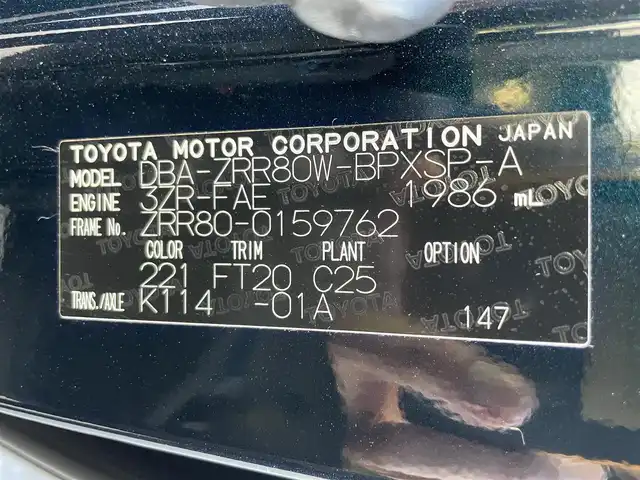 TOYOTA MOTOR CORPORATION JAPAN
MODEL DBA-ZRR80W-BPXSP-A
ENGINE 3ZR-FAE 1986 mL
FRAME No. ZRR80-0159762
COLOR TRIM PLANT OPTION
221 FT20 C25
TRANS./AXLE K114 -01A 147